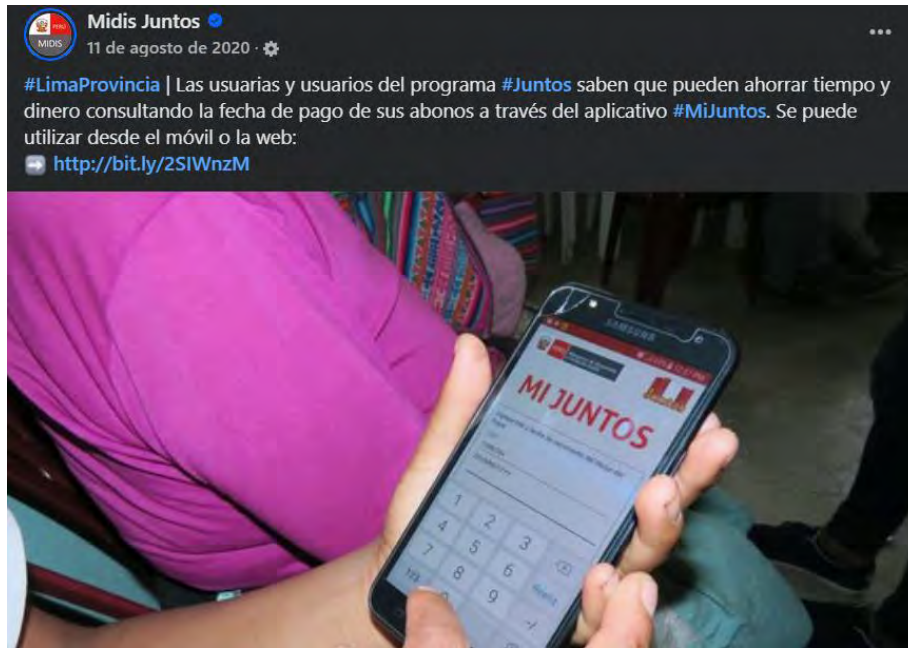 Midis Juntos
11 de agosto de 2020 ·
#LimaProvincia | Las usuarias y usuarios del programa #Juntos saben que pueden ahorrar tiempo y
dinero consultando la fecha de pago de sus abonos a través del aplicativo #MiJuntos. Se puede
utilizar desde el móvil o la web:
http://bit.ly/2SIWnzM
PERÚ
MIDIS
SAMSUNG
PERÚ
Juntos
MI JUNTOS
1 2 3
4 5 6
7 8 9